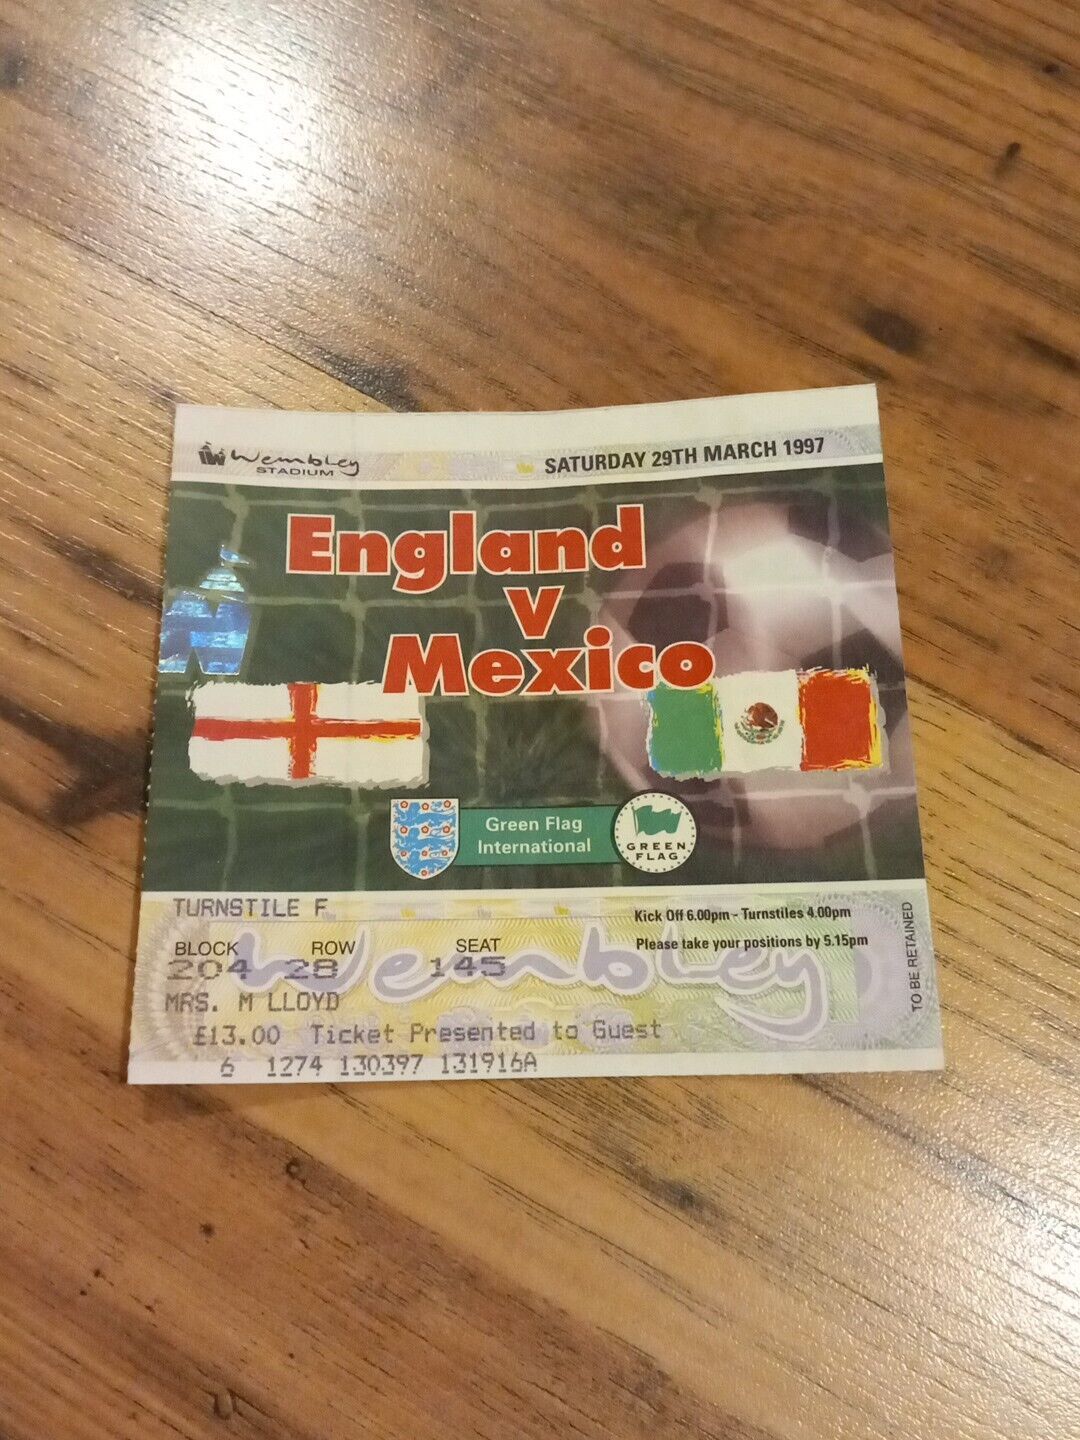 Wembley
STADIUM
SATURDAY 29TH MARCH 1997
England
v
Mexico
Green Flag
International
GREEN
FLAG
TURNSTILE F
Kick Off 6.00pm - Turnstiles 4.00pm
BLOCK ROW SEAT
Please take your positions by 5.15pm
204 28 145
Wembley
MRS. M LLOYD
£13.00 Ticket Presented to Guest
6 1274 130397 131916A
TO BE RETAINED